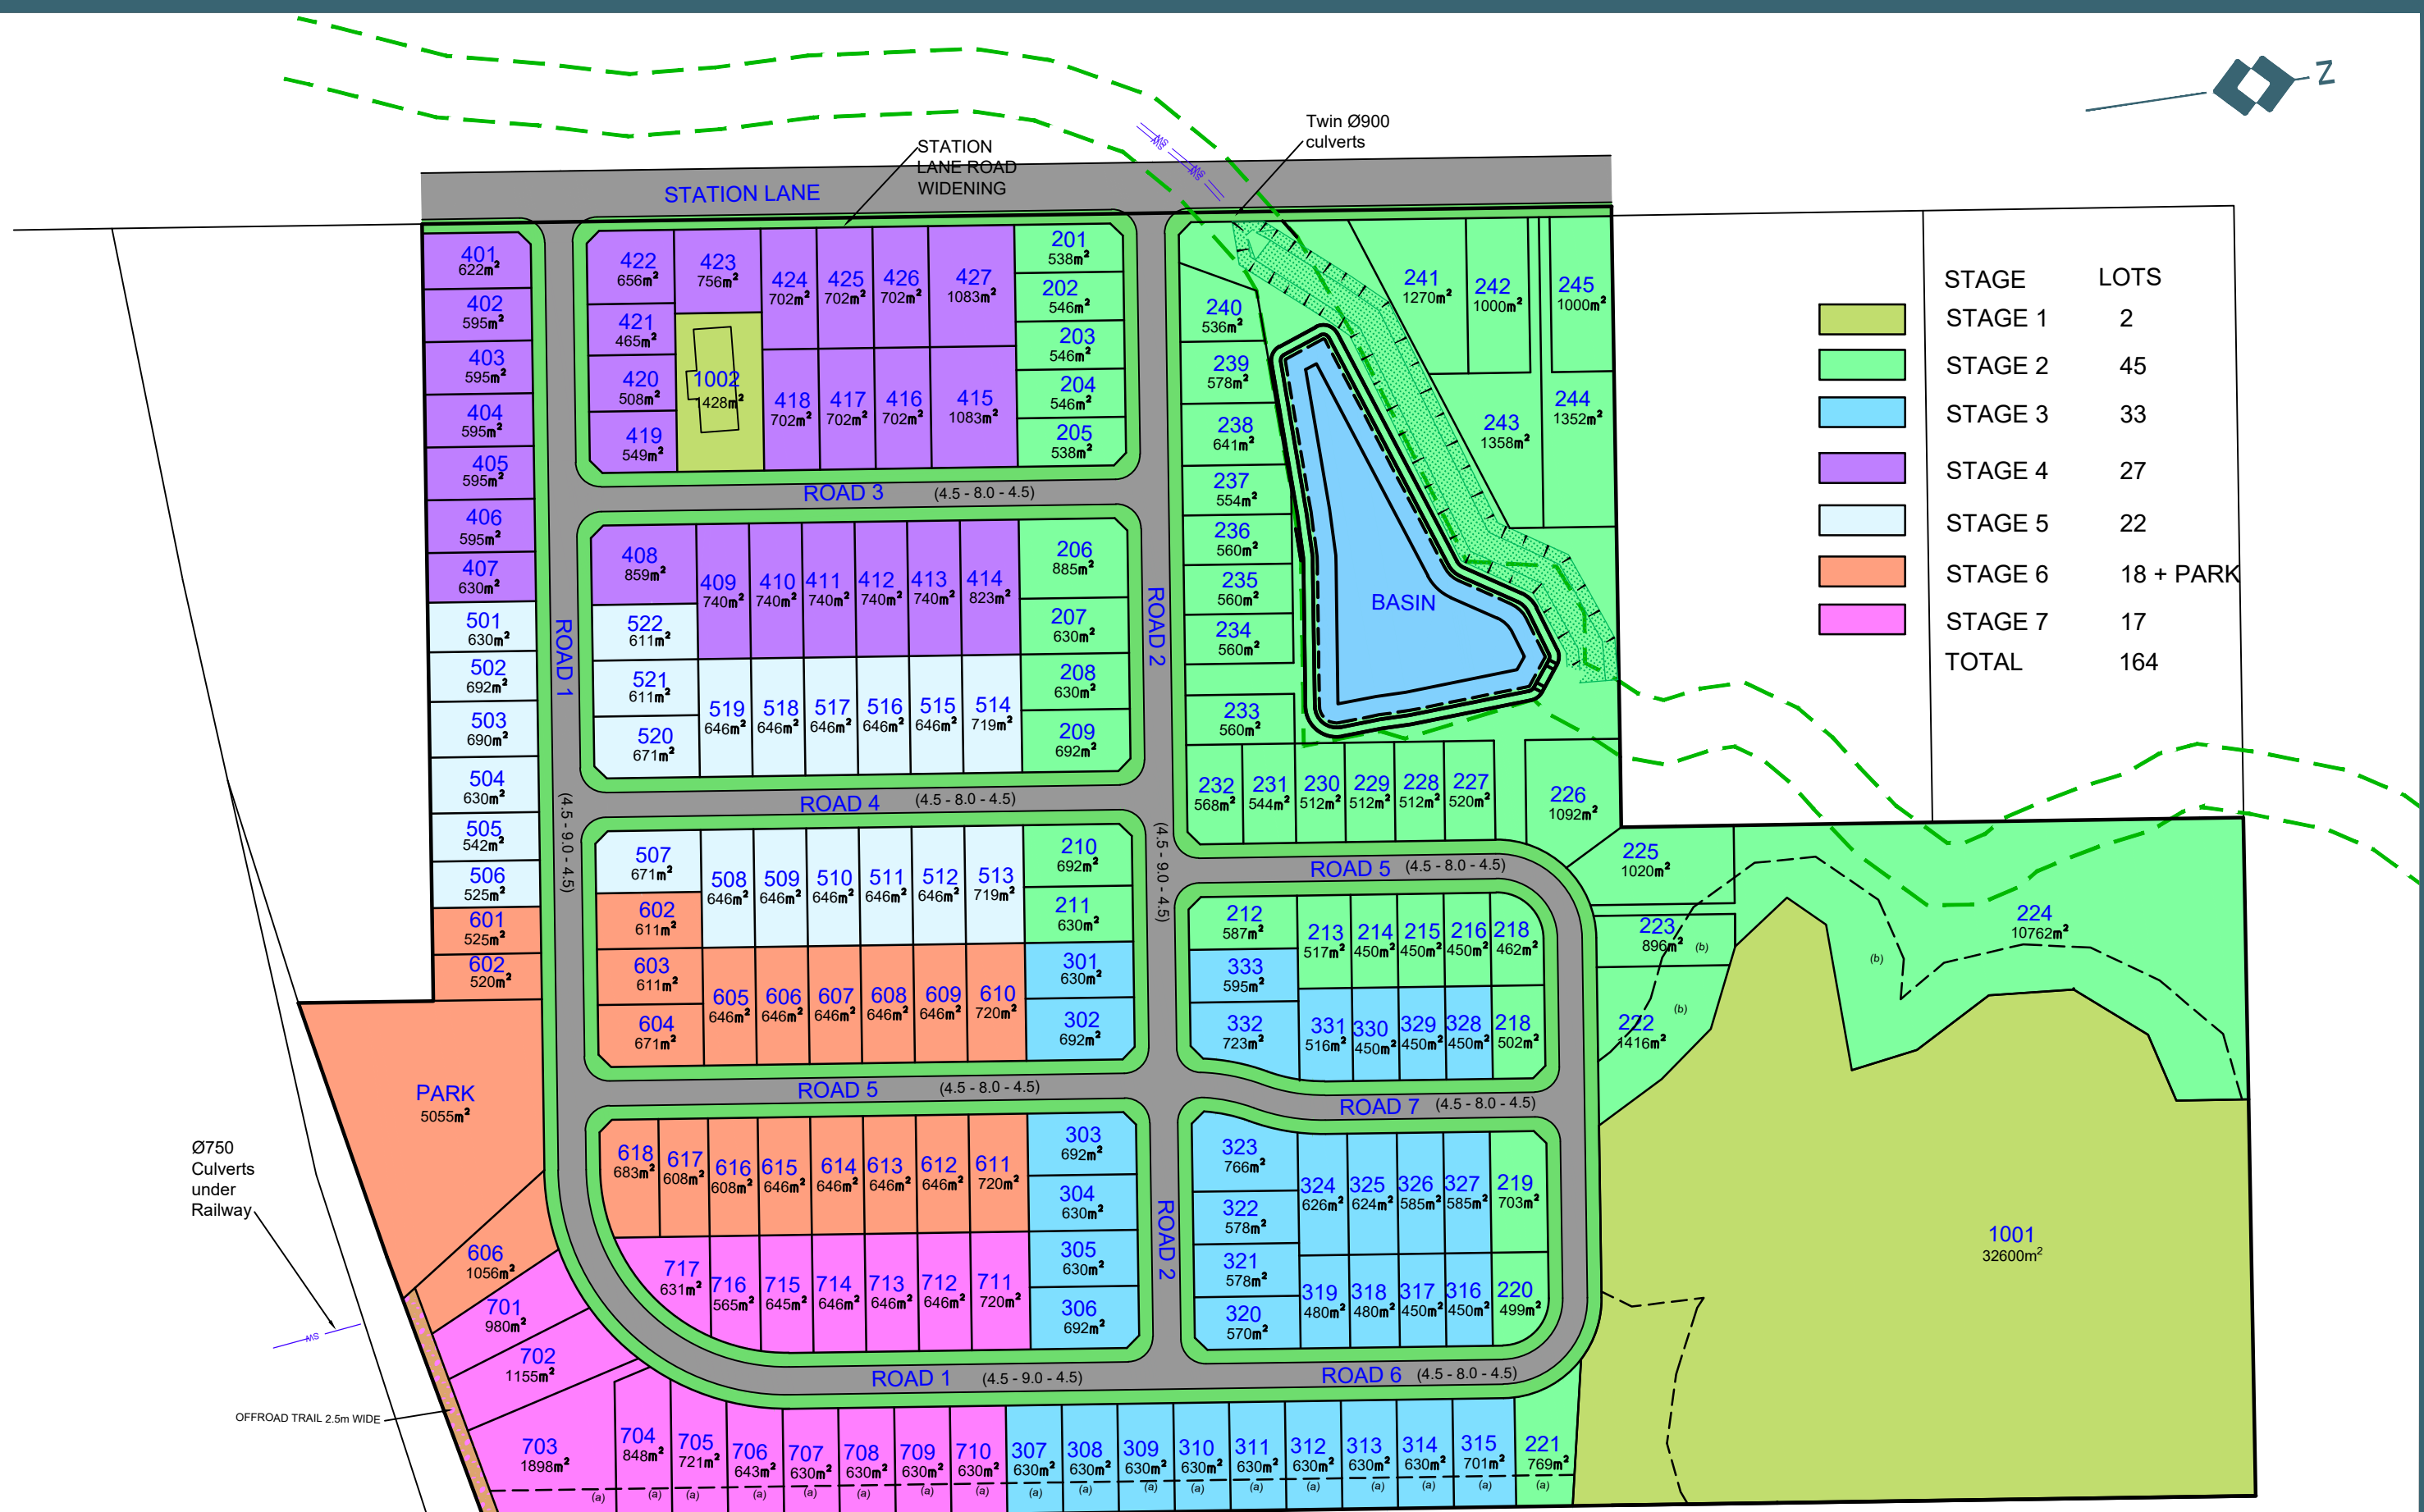 Z
Twin Ø900
culverts
STATION
LANE ROAD
WIDENING
STATION LANE
SW
SW
SW
SW
401
622m²
402
595m²
403
595m²
404
595m²
405
595m²
406
595m²
407
630m²
501
630m²
502
692m²
503
690m²
504
630m²
505
542m²
506
525m²
601
525m²
602
520m²
422
656m²
423
756m²
424
702m²
425
702m²
426
702m²
427
1083m²
421
465m²
420
508m²
419
549m²
1002
1428m²
418
702m²
417
702m²
416
702m²
415
1083m²
201
538m²
202
546m²
203
546m²
204
546m²
205
538m²
ROAD 3
(4.5 - 8.0 - 4.5)
408
859m²
409
740m²
410
740m²
411
740m²
412
740m²
413
740m²
414
823m²
206
885m²
207
630m²
208
630m²
209
692m²
522
611m²
521
611m²
520
671m²
519
646m²
518
646m²
517
646m²
516
646m²
515
646m²
514
719m²
ROAD 1
(4.5 - 9.0 - 4.5)
ROAD 2
(4.5 - 9.0 - 4.5)
ROAD 4
(4.5 - 8.0 - 4.5)
240
536m²
239
578m²
238
641m²
237
554m²
236
560m²
235
560m²
234
560m²
233
560m²
232
568m²
231
544m²
230
512m²
229
512m²
228
512m²
227
520m²
226
1092m²
BASIN
241
1270m²
242
1000m²
245
1000m²
243
1358m²
244
1352m²
STAGE LOTS
STAGE 1 2
STAGE 2 45
STAGE 3 33
STAGE 4 27
STAGE 5 22
STAGE 6 18 + PARK
STAGE 7 17
TOTAL 164
507
671m²
508
646m²
509
646m²
510
646m²
511
646m²
512
646m²
513
719m²
210
692m²
211
630m²
602
611m²
603
611m²
604
671m²
605
646m²
606
646m²
607
646m²
608
646m²
609
646m²
610
720m²
301
630m²
302
692m²
ROAD 5
(4.5 - 8.0 - 4.5)
ROAD 5
(4.5 - 8.0 - 4.5)
212
587m²
213
517m²
214
450m²
215
450m²
216
450m²
218
462m²
333
595m²
332
723m²
331
516m²
330
450m²
329
450m²
328
450m²
218
502m²
225
1020m²
223
896m²
(b)
222
1416m²
(b)
224
10762m²
(b)
1001
32600m²
PARK
5055m²
606
1056m²
Ø750
Culverts
under
Railway
SW
OFFROAD TRAIL 2.5m WIDE
618
683m²
617
608m²
616
608m²
615
646m²
614
646m²
613
646m²
612
646m²
611
720m²
303
692m²
304
630m²
305
630m²
306
692m²
717
631m²
716
565m²
715
645m²
714
646m²
713
646m²
712
646m²
711
720m²
ROAD 2
ROAD 7
(4.5 - 8.0 - 4.5)
323
766m²
322
578m²
321
578m²
320
570m²
324
626m²
325
624m²
326
585m²
327
585m²
219
703m²
319
480m²
318
480m²
317
450m²
316
450m²
220
499m²
ROAD 1
(4.5 - 9.0 - 4.5)
ROAD 6
(4.5 - 8.0 - 4.5)
701
980m²
702
1155m²
703
1898m²
(a)
704
848m²
(a)
705
721m²
(a)
706
643m²
(a)
707
630m²
(a)
708
630m²
(a)
709
630m²
(a)
710
630m²
(a)
307
630m²
(a)
308
630m²
(a)
309
630m²
(a)
310
630m²
(a)
311
630m²
(a)
312
630m²
(a)
313
630m²
(a)
314
630m²
(a)
315
701m²
(a)
221
769m²
(a)